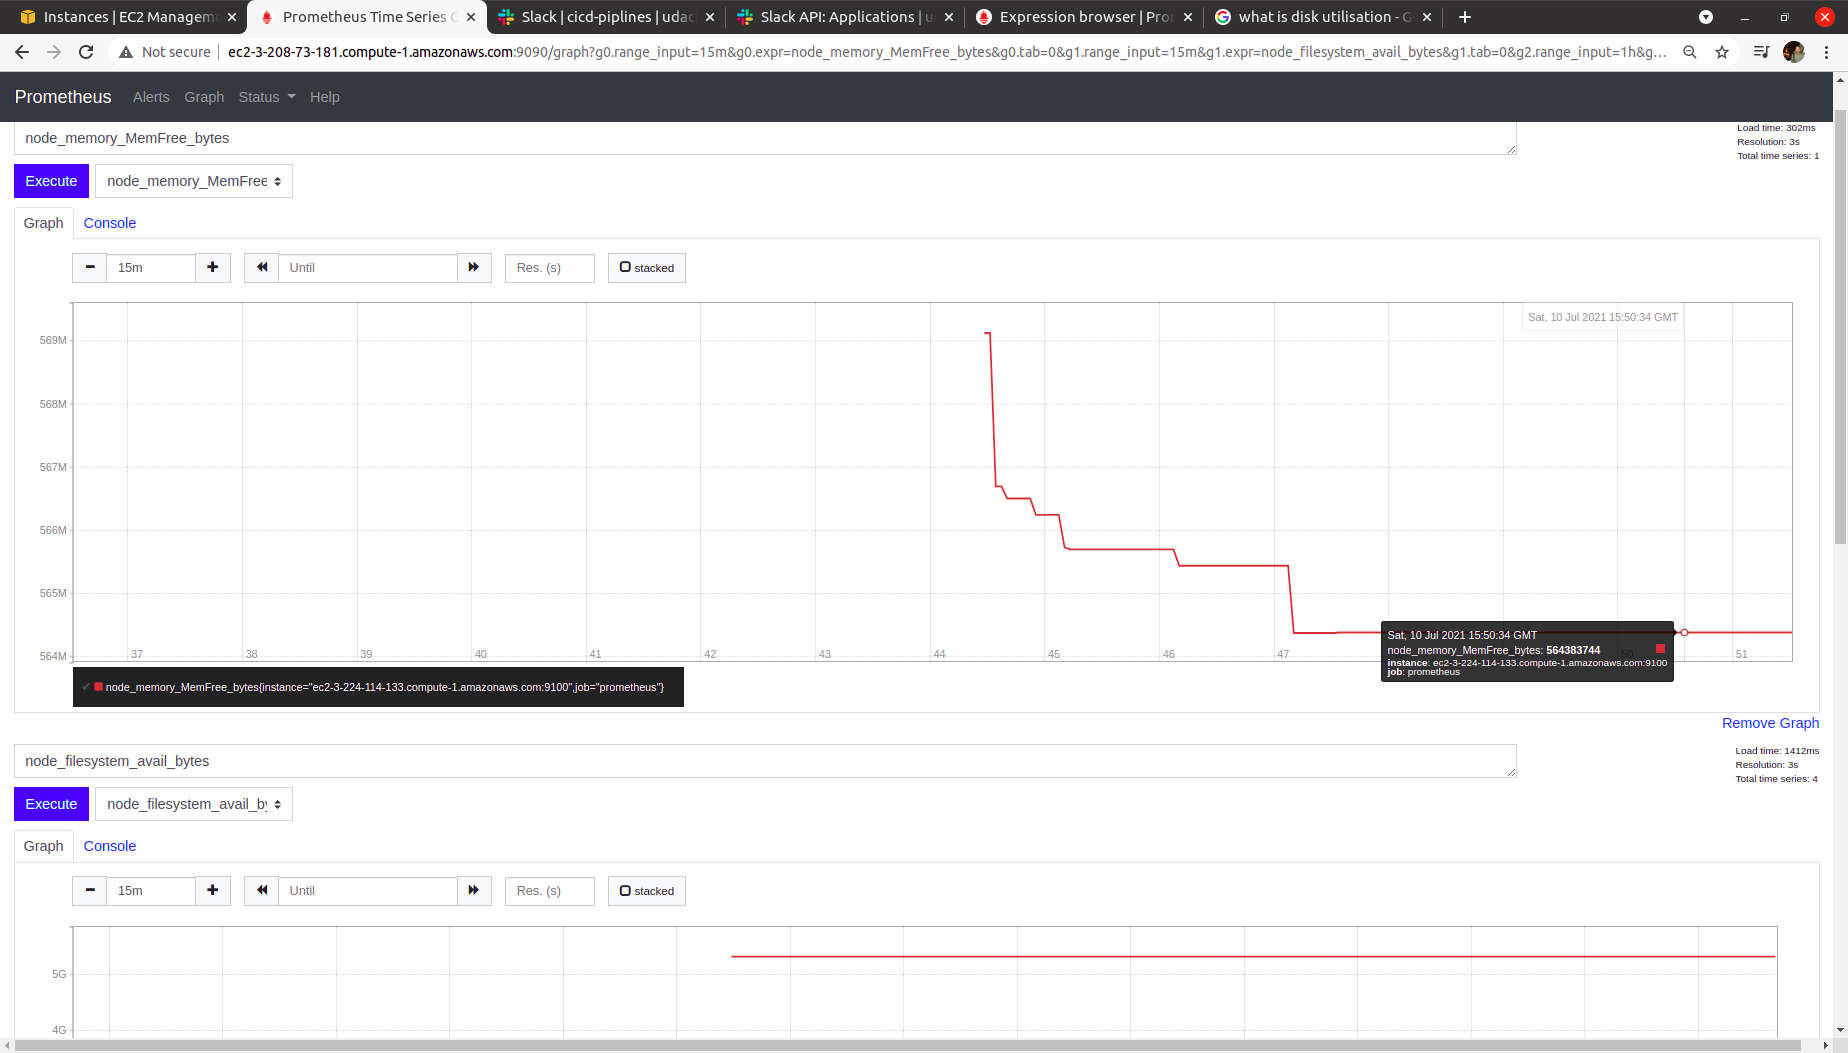 Instances | EC2 Managem
Prometheus Time Series C
Slack | cicd-piplines | udac
Slack API: Applications | u
Expression browser | Pro
what is disk utilisation - G
Not secure
ec2-3-208-73-181.compute-1.amazonaws.com:9090/graph?g0.range_input=15m&g0.expr=node_memory_MemFree_bytes&g0.tab=0&g1.range_input=15m&g1.expr=node_filesystem_avail_bytes&g1.tab=0&g2.range_input=1h&g...
Prometheus Alerts Graph Status Help
node_memory_MemFree_bytes
Load time: 302ms
Resolution: 3s
Total time series: 1
Execute
node_memory_MemFree
Graph Console
15m Until Res. (s) stacked
Sat, 10 Jul 2021 15:50:34 GMT
569M
568M
567M
566M
565M
564M
37 38 39 40 41 42 43 44 45 46 47 50 51
Sat, 10 Jul 2021 15:50:34 GMT
node_memory_MemFree_bytes: 564383744
instance: ec2-3-224-114-133.compute-1.amazonaws.com:9100
job: prometheus
node_memory_MemFree_bytes{instance="ec2-3-224-114-133.compute-1.amazonaws.com:9100",job="prometheus"}
Remove Graph
node_filesystem_avail_bytes
Load time: 1412ms
Resolution: 3s
Total time series: 4
Execute
node_filesystem_avail_by
Graph Console
15m Until Res. (s) stacked
5G
4G